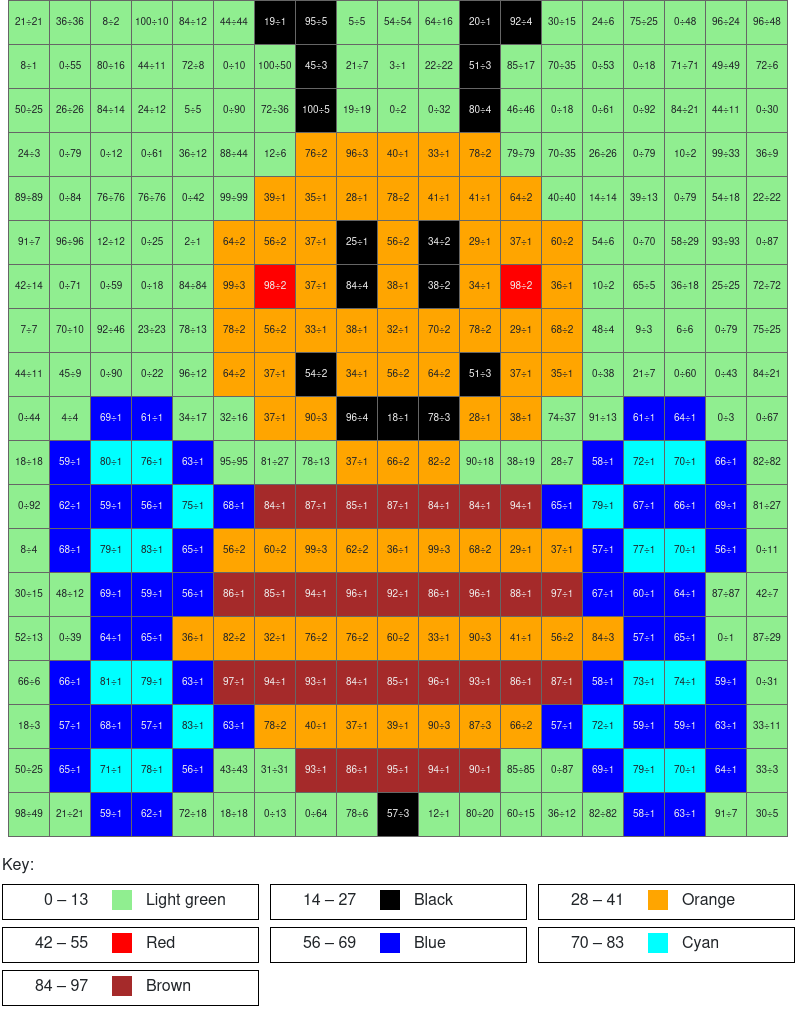 21÷21 36÷36 8÷2 100÷10 84÷12 44÷44 19÷1 95÷5 5÷5 54÷54 64÷16 20÷1 92÷4 30÷15 24÷6 75÷25 0÷48 96÷24 96÷48
8÷1 0÷55 80÷16 44÷11 72÷8 0÷10 100÷50 45÷3 21÷7 3÷1 22÷22 51÷3 85÷17 70÷35 0÷53 0÷18 71÷71 49÷49 72÷6
50÷25 26÷26 84÷14 24÷12 5÷5 0÷90 72÷36 100÷5 19÷19 0÷2 0÷32 80÷4 46÷46 0÷18 0÷61 0÷92 84÷21 44÷11 0÷30
24÷3 0÷79 0÷12 0÷61 36÷12 88÷44 12÷6 76÷2 96÷3 40÷1 33÷1 78÷2 79÷79 70÷35 26÷26 0÷79 10÷2 99÷33 36÷9
89÷89 0÷84 76÷76 76÷76 0÷42 99÷99 39÷1 35÷1 28÷1 78÷2 41÷1 41÷1 64÷2 40÷40 14÷14 39÷13 0÷79 54÷18 22÷22
91÷7 96÷96 12÷12 0÷25 2÷1 64÷2 56÷2 37÷1 25÷1 56÷2 34÷2 29÷1 37÷1 60÷2 54÷6 0÷70 58÷29 93÷93 0÷87
42÷14 0÷71 0÷59 0÷18 84÷84 99÷3 98÷2 37÷1 84÷4 38÷1 38÷2 34÷1 98÷2 36÷1 10÷2 65÷5 36÷18 25÷25 72÷72
7÷7 70÷10 92÷46 23÷23 78÷13 78÷2 56÷2 33÷1 38÷1 32÷1 70÷2 78÷2 29÷1 68÷2 48÷4 9÷3 6÷6 0÷79 75÷25
44÷11 45÷9 0÷90 0÷22 96÷12 64÷2 37÷1 54÷2 34÷1 56÷2 64÷2 51÷3 37÷1 35÷1 0÷38 21÷7 0÷60 0÷43 84÷21
0÷44 4÷4 69÷1 61÷1 34÷17 32÷16 37÷1 90÷3 96÷4 18÷1 78÷3 28÷1 38÷1 74÷37 91÷13 61÷1 64÷1 0÷3 0÷67
18÷18 59÷1 80÷1 76÷1 63÷1 95÷95 81÷27 78÷13 37÷1 66÷2 82÷2 90÷18 38÷19 28÷7 58÷1 72÷1 70÷1 66÷1 82÷82
0÷92 62÷1 59÷1 56÷1 75÷1 68÷1 84÷1 87÷1 85÷1 87÷1 84÷1 84÷1 94÷1 65÷1 79÷1 67÷1 66÷1 69÷1 81÷27
8÷4 68÷1 79÷1 83÷1 65÷1 56÷2 60÷2 99÷3 62÷2 36÷1 99÷3 68÷2 29÷1 37÷1 57÷1 77÷1 70÷1 56÷1 0÷11
30÷15 48÷12 69÷1 59÷1 56÷1 86÷1 85÷1 94÷1 96÷1 92÷1 86÷1 96÷1 88÷1 97÷1 67÷1 60÷1 64÷1 87÷87 42÷7
52÷13 0÷39 64÷1 65÷1 36÷1 82÷2 32÷1 76÷2 76÷2 60÷2 33÷1 90÷3 41÷1 56÷2 84÷3 57÷1 65÷1 0÷1 87÷29
66÷6 66÷1 81÷1 79÷1 63÷1 97÷1 94÷1 93÷1 84÷1 85÷1 96÷1 93÷1 86÷1 87÷1 58÷1 73÷1 74÷1 59÷1 0÷31
18÷3 57÷1 68÷1 57÷1 83÷1 63÷1 78÷2 40÷1 37÷1 39÷1 90÷3 87÷3 66÷2 57÷1 72÷1 59÷1 59÷1 63÷1 33÷11
50÷25 65÷1 71÷1 78÷1 56÷1 43÷43 31÷31 93÷1 86÷1 95÷1 94÷1 90÷1 85÷85 0÷87 69÷1 79÷1 70÷1 64÷1 33÷3
98÷49 21÷21 59÷1 62÷1 72÷18 18÷18 0÷13 0÷64 78÷6 57÷3 12÷1 80÷20 60÷15 36÷12 82÷82 58÷1 63÷1 91÷7 30÷5
Key:
0 – 13 Light green 14 – 27 Black 28 – 41 Orange
42 – 55 Red 56 – 69 Blue 70 – 83 Cyan
84 – 97 Brown